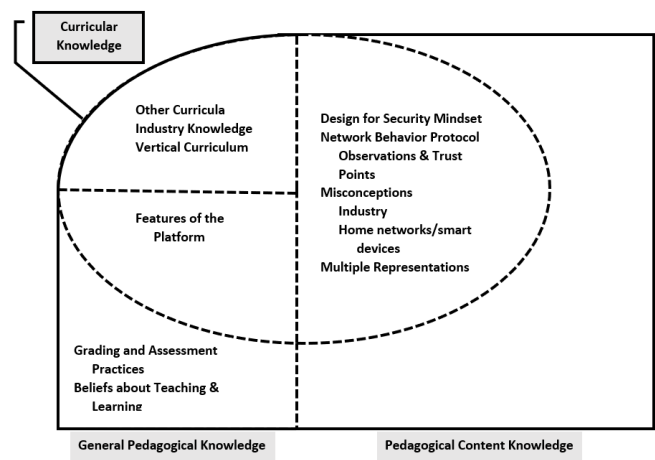 Curricular
Knowledge
Other Curricula
Industry Knowledge
Vertical Curriculum
Features of the
Platform
Design for Security Mindset
Network Behavior Protocol
Observations & Trust
Points
Misconceptions
Industry
Home networks/smart
devices
Multiple Representations
Grading and Assessment
Practices
Beliefs about Teaching &
Learning
General Pedagogical Knowledge
Pedagogical Content Knowledge